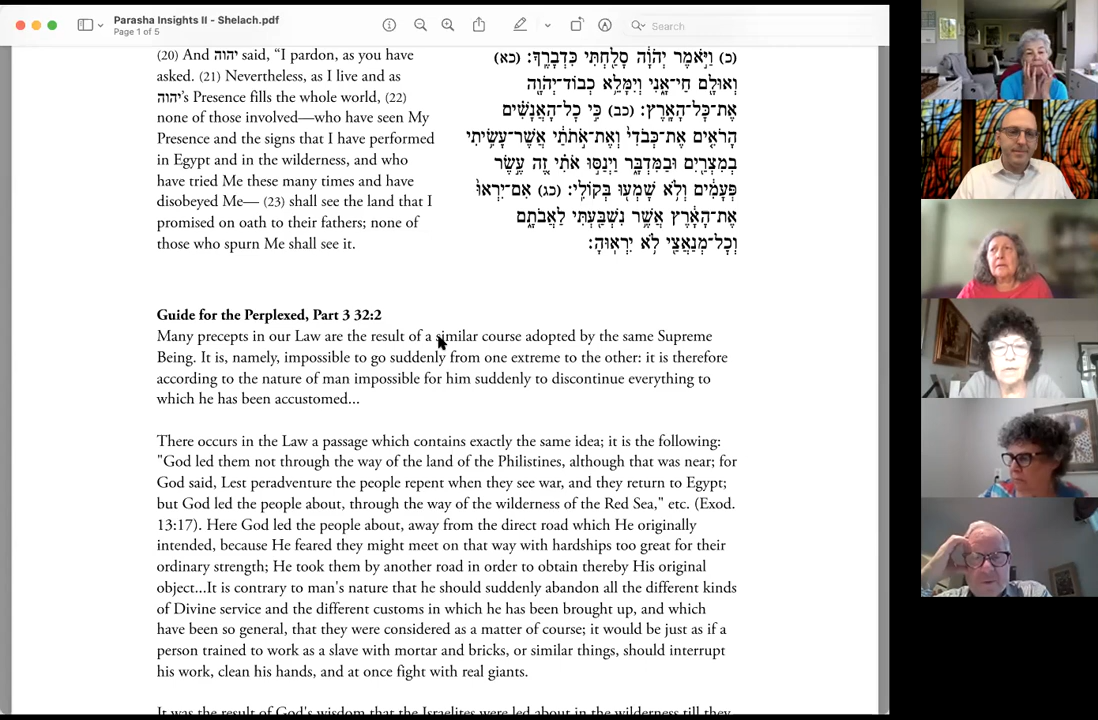 Parasha Insights II - Shelach.pdf
Page 1 of 5
Search
(20) And יהוה said, “I pardon, as you have
asked. (21) Nevertheless, as I live and as
יהוה’s Presence fills the whole world, (22)
none of those involved—who have seen My
Presence and the signs that I have performed
in Egypt and in the wilderness, and who
have tried Me these many times and have
disobeyed Me— (23) shall see the land that I
promised on oath to their fathers; none of
those who spurn Me shall see it.
(כ) וַיֹּ֣אמֶר יְהֹוָ֔ה סָלַ֖חְתִּי כִּדְבָרֶֽךָ׃ (כא)
וְאוּלָ֖ם חַי־אָ֑נִי וְיִמָּלֵ֥א כְבוֹד־יְהֹוָ֖ה
אֶת־כׇּל־הָאָֽרֶץ׃ (כב) כִּ֣י כׇל־הָאֲנָשִׁ֗ים
הָרֹאִ֤ים אֶת־כְּבֹדִי֙ וְאֶת־אֹ֣תֹתַ֔י אֲשֶׁר־עָשִׂ֥יתִי
בְמִצְרַ֖יִם וּבַמִּדְבָּ֑ר וַיְנַסּ֣וּ אֹתִ֗י זֶ֚ה עֶ֣שֶׂר
פְּעָמִ֔ים וְלֹ֥א שָׁמְע֖וּ בְּקוֹלִֽי׃ (כג) אִם־יִרְאוּ֙
אֶת־הָאָ֔רֶץ אֲשֶׁ֥ר נִשְׁבַּ֖עְתִּי לַאֲבֹתָ֑ם
וְכׇל־מְנַאֲצַ֖י לֹ֥א יִרְאֽוּהָ׃
Guide for the Perplexed, Part 3 32:2
Many precepts in our Law are the result of a similar course adopted by the same Supreme
Being. It is, namely, impossible to go suddenly from one extreme to the other: it is therefore
according to the nature of man impossible for him suddenly to discontinue everything to
which he has been accustomed...
There occurs in the Law a passage which contains exactly the same idea; it is the following:
"God led them not through the way of the land of the Philistines, although that was near; for
God said, Lest peradventure the people repent when they see war, and they return to Egypt;
but God led the people about, through the way of the wilderness of the Red Sea," etc. (Exod.
13:17). Here God led the people about, away from the direct road which He originally
intended, because He feared they might meet on that way with hardships too great for their
ordinary strength; He took them by another road in order to obtain thereby His original
object...It is contrary to man's nature that he should suddenly abandon all the different kinds
of Divine service and the different customs in which he has been brought up, and which
have been so general, that they were considered as a matter of course; it would be just as if a
person trained to work as a slave with mortar and bricks, or similar things, should interrupt
his work, clean his hands, and at once fight with real giants.
It was the result of God's wisdom that the Israelites were led about in the wilderness till they